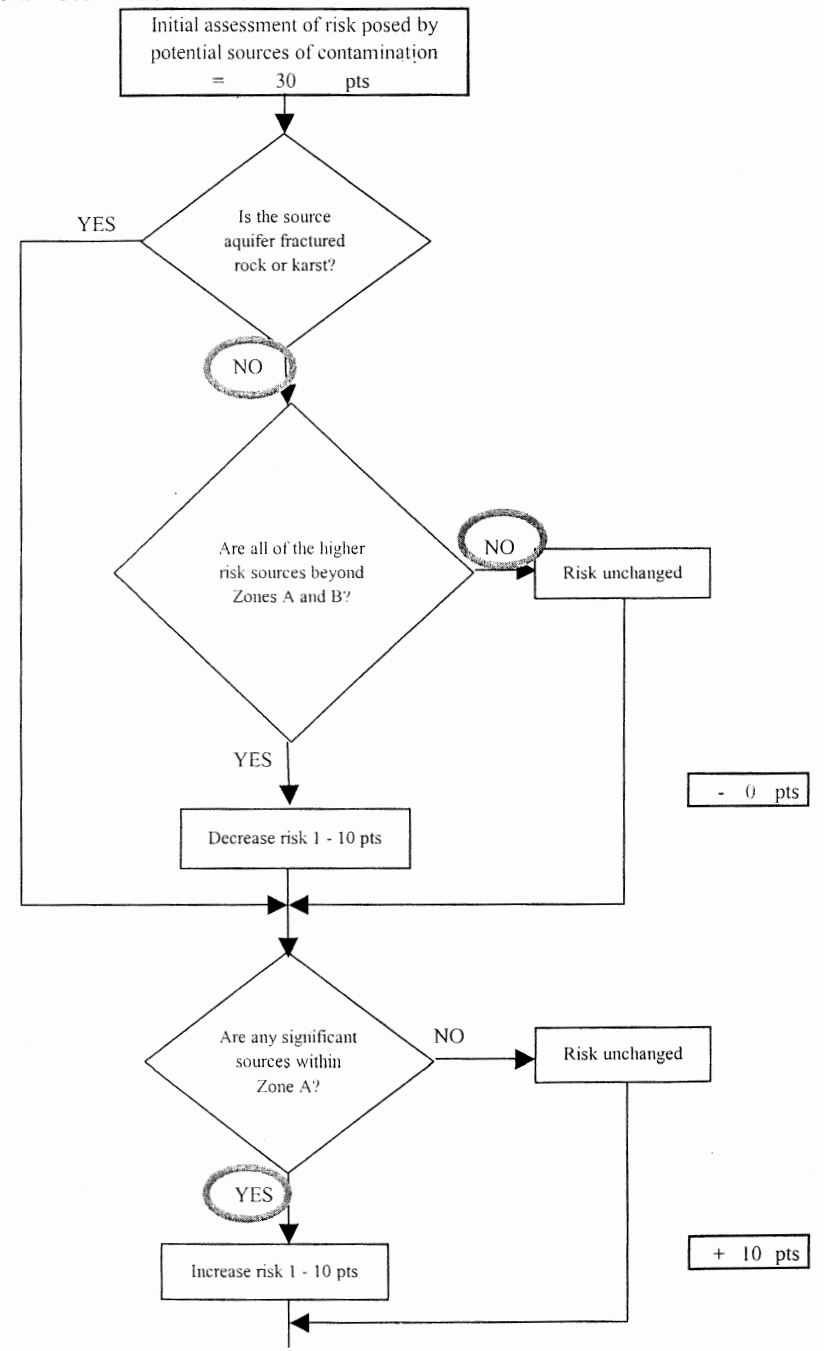 Initial assessment of risk posed by
potential sources of contamination
= 30 pts
YES
Is the source
aquifer fractured
rock or karst?
NO
Are all of the higher
risk sources beyond
Zones A and B?
NO
Risk unchanged
YES
- 0 pts
Decrease risk 1 - 10 pts
Are any significant
sources within
Zone A?
NO
Risk unchanged
YES
+ 10 pts
Increase risk 1 - 10 pts